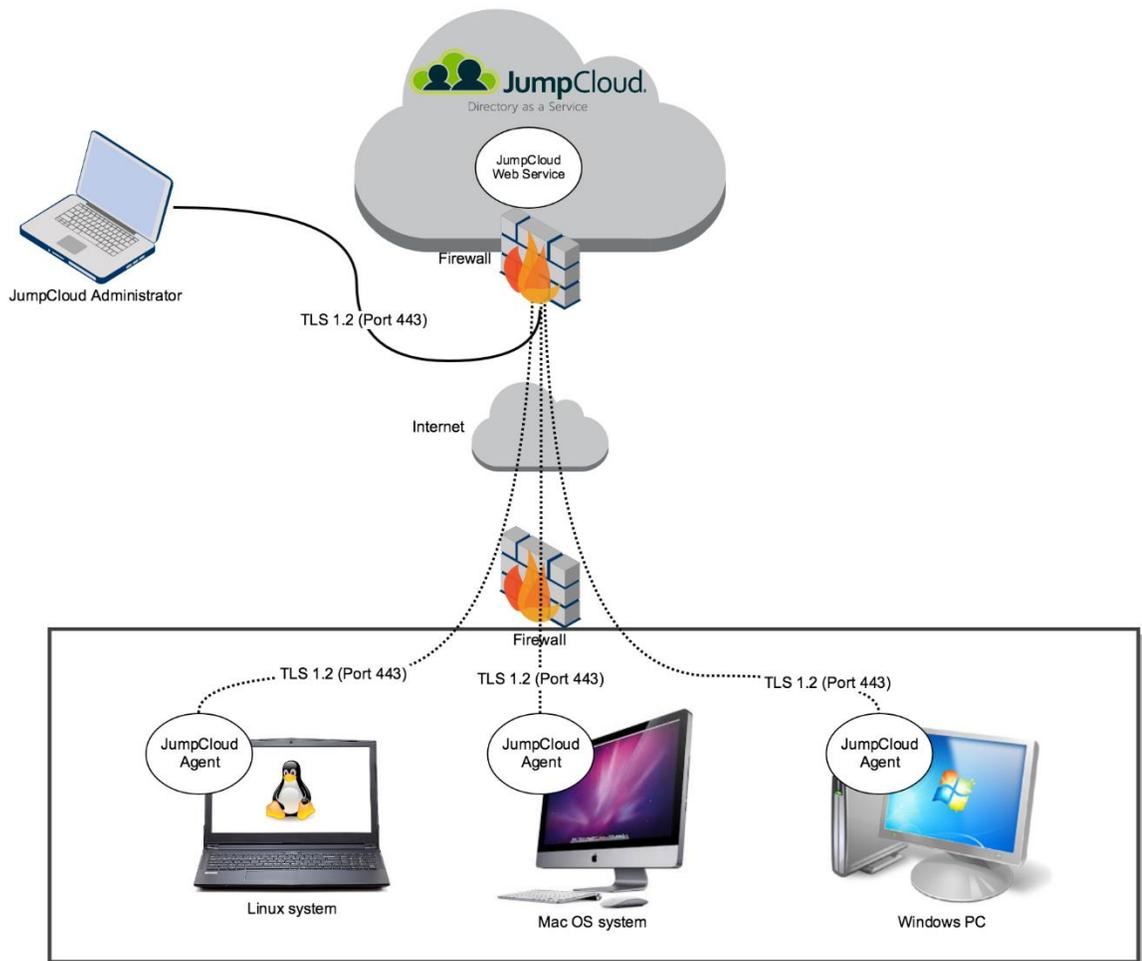 JumpCloud.
Directory as a Service
JumpCloud
Web Service
Firewall
JumpCloud Administrator
TLS 1.2 (Port 443)
Internet
Firewall
TLS 1.2 (Port 443)
TLS 1.2 (Port 443)
TLS 1.2 (Port 443)
JumpCloud
Agent
JumpCloud
Agent
JumpCloud
Agent
Linux system
Mac OS system
Windows PC